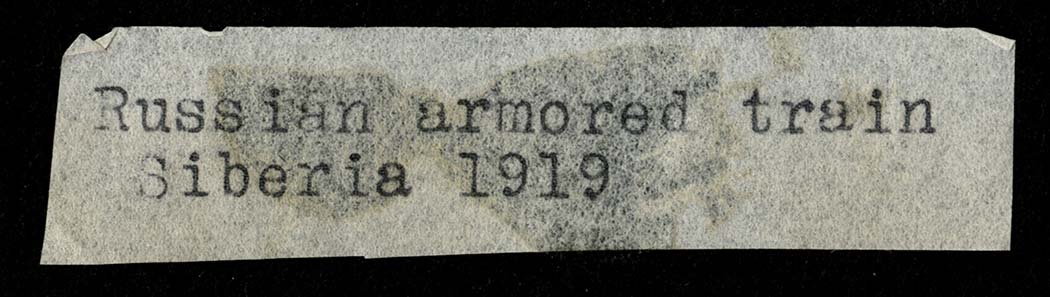 Russian armored train
Siberia 1919